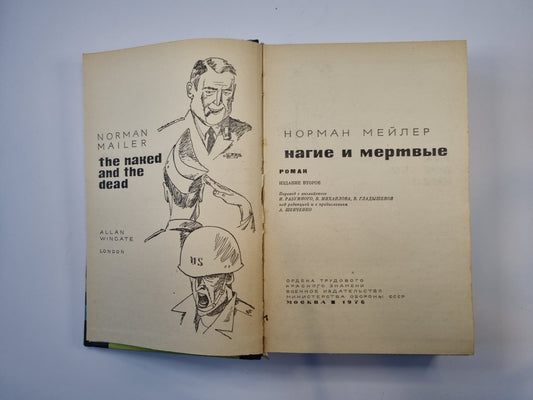 NORMAN
MAILER
the naked
and the
dead
ALLAN
WINGATE
LONDON
US
НОРМАН МЕЙЛЕР
нагие и мертвые
РОМАН
ИЗДАНИЕ ВТОРОЕ
Перевод с английского
И. РАЗУМНОГО, В. МИХАЙЛОВА, В. ГЛАДЫШЕВОЙ
под редакцией и с предисловием
А. ШЕВЧЕНКО
ОРДЕНА ТРУДОВОГО
КРАСНОГО ЗНАМЕНИ
ВОЕННОЕ ИЗДАТЕЛЬСТВО
МИНИСТЕРСТВА ОБОРОНЫ СССР
МОСКВА 1976